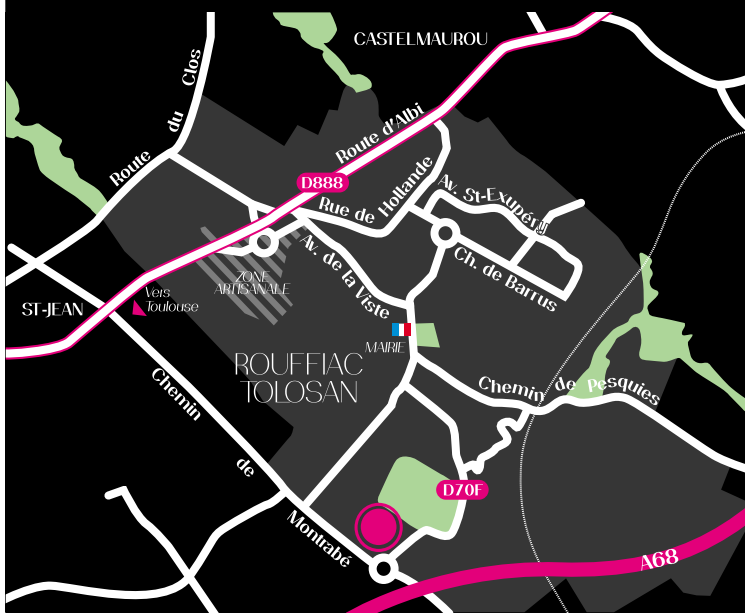 CASTELMAUROU
Route du Clos
Route d'Albi
D888
Rue de Hollande
Av. St-Exupéry
Av. de la Viste
Ch. de Barrus
ZONE
ARTISANALE
Vers
Toulouse
ST-JEAN
MAIRIE
ROUFFIAC
TOLOSAN
Chemin de Pesquies
Chemin de Montrabé
D70F
A68